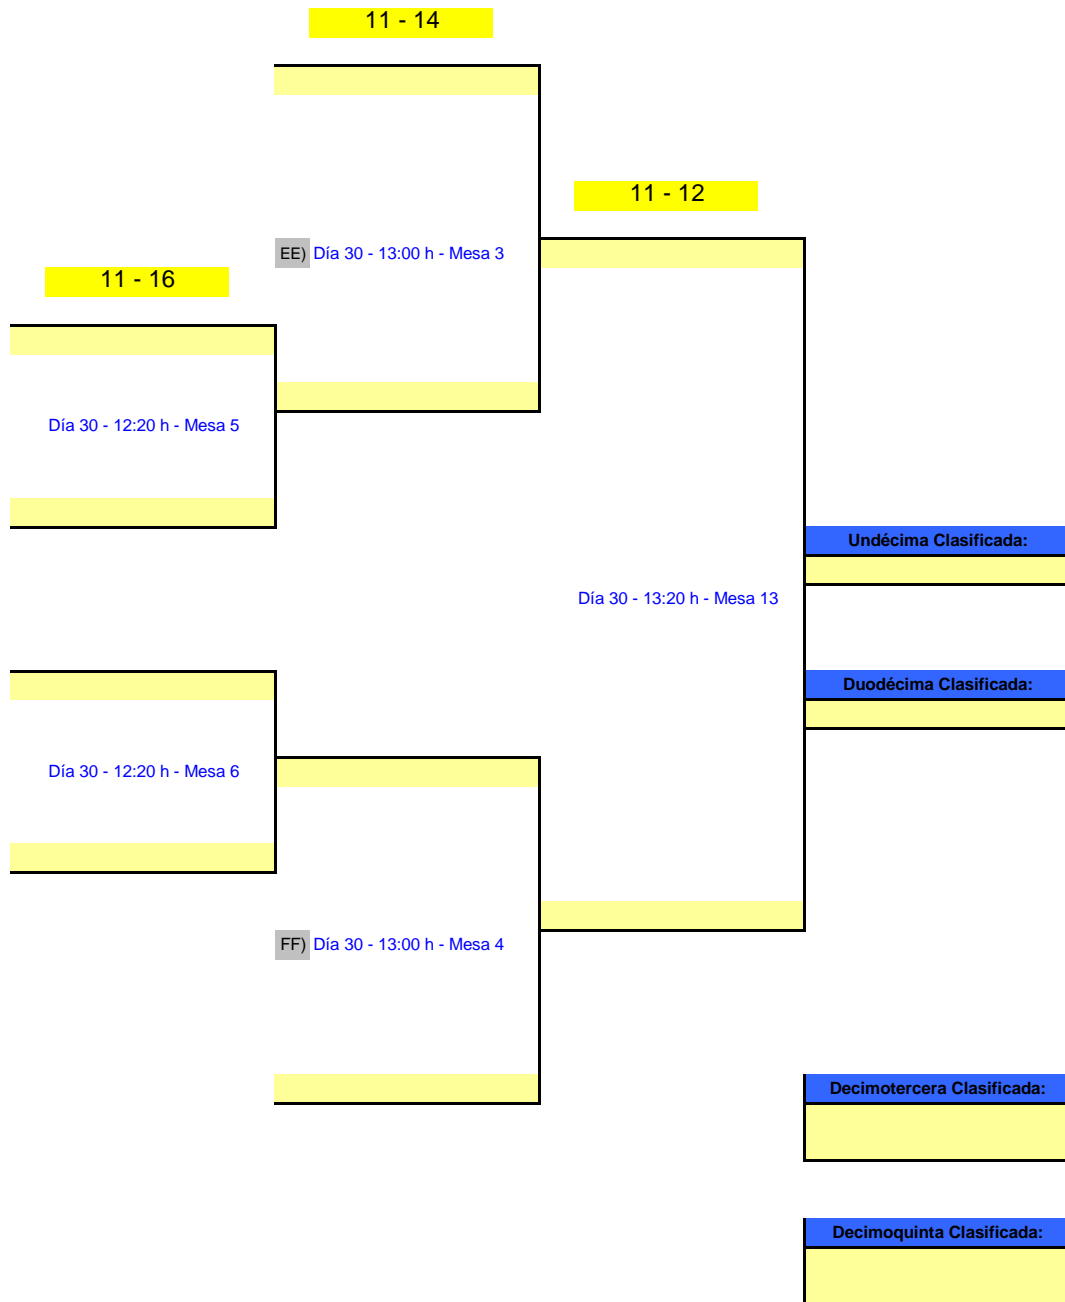 11 - 14
11 - 12
EE) Día 30 - 13:00 h - Mesa 3
11 - 16
Día 30 - 12:20 h - Mesa 5
Undécima Clasificada:
Día 30 - 13:20 h - Mesa 13
Duodécima Clasificada:
Día 30 - 12:20 h - Mesa 6
FF) Día 30 - 13:00 h - Mesa 4
Decimotercera Clasificada:
Decimoquinta Clasificada: